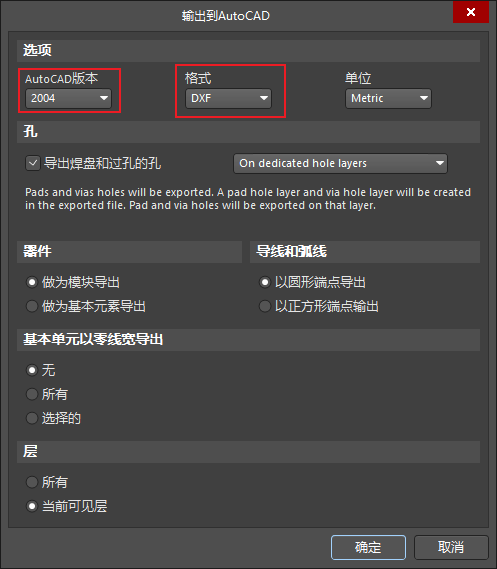 输出到AutoCAD
选项
AutoCAD版本 格式 单位
2004 DXF Metric
孔
导出焊盘和过孔的孔 On dedicated hole layers
Pads and vias holes will be exported. A pad hole layer and via hole layer will be created
in the exported file. Pad and via holes will be exported on that layer.
器件 导线和弧线
做为模块导出 以圆形端点导出
做为基本元素导出 以正方形端点输出
基本单元以零线宽导出
无
所有
选择的
层
所有
当前可见层
确定 取消